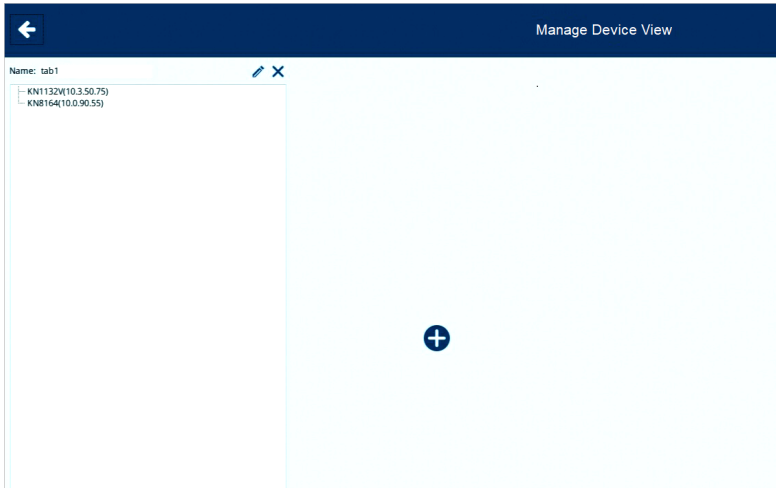 Manage Device View
Name: tab1
KN1132V(10.3.50.75)
KN8164(10.0.90.55)